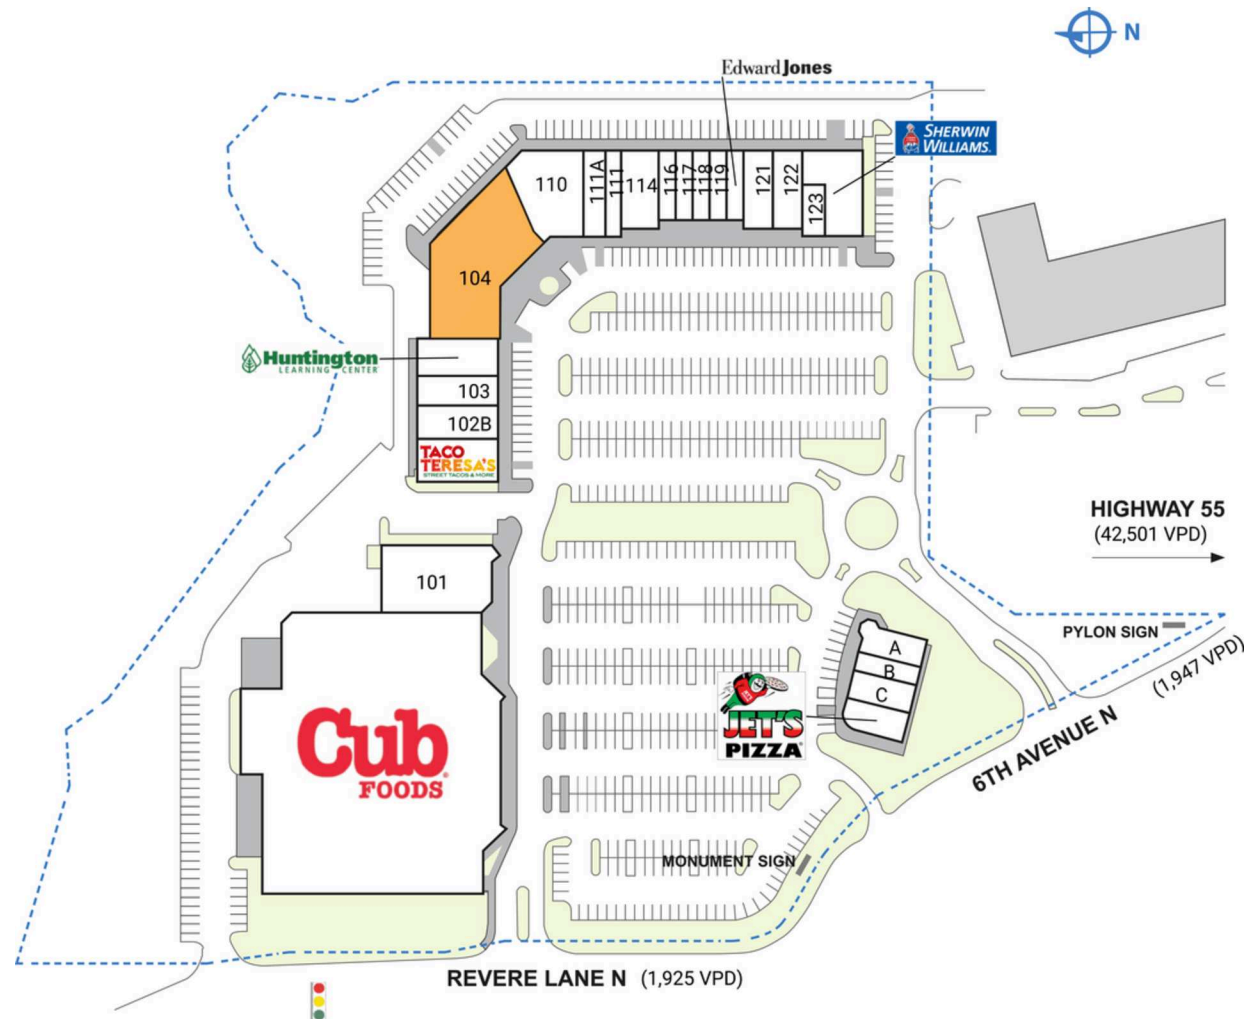 N
Edward Jones
SHERWIN
WILLIAMS.
110
111A
111
114
116
117
118
119
121
122
123
104
Huntington
LEARNING CENTER
103
102B
TACO
TERESA'S
STREET TACOS & MORE
HIGHWAY 55
(42,501 VPD)
101
PYLON SIGN
(1,947 VPD)
A
B
C
JET'S
PIZZA
6TH AVENUE N
Cub
FOODS
MONUMENT SIGN
REVERE LANE N (1,925 VPD)